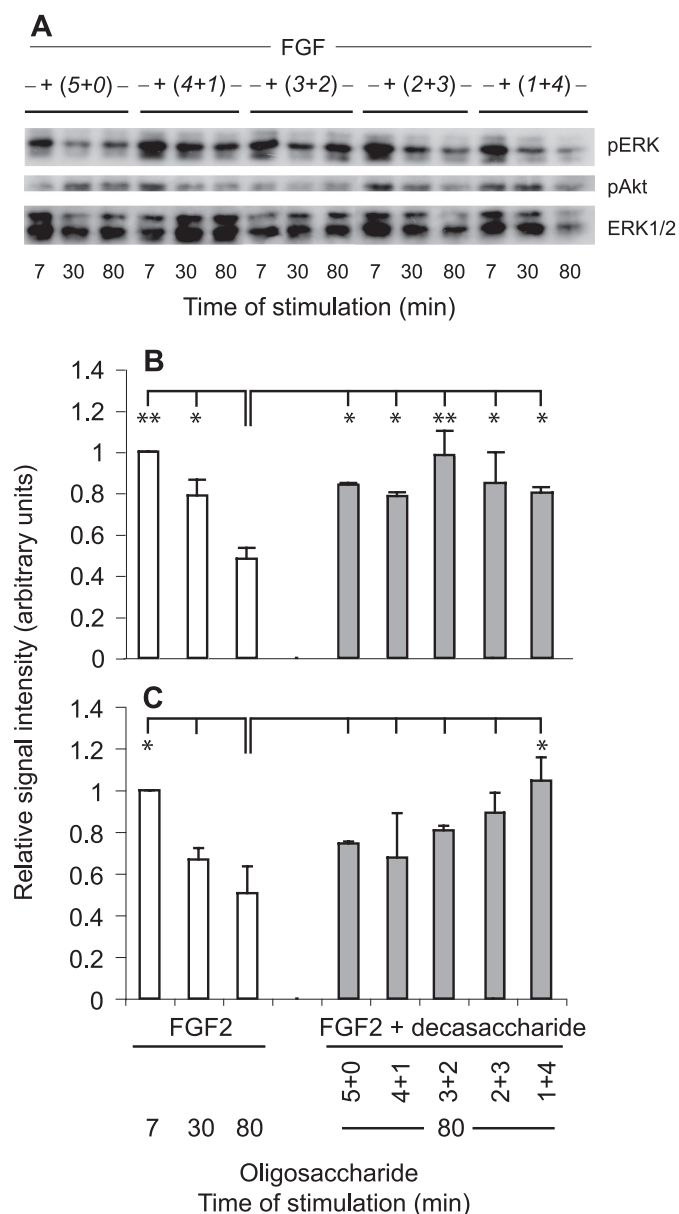 A
FGF
– + (5+0) – – + (4+1) – – + (3+2) – – + (2+3) – – + (1+4) –
pERK
pAkt
ERK1/2
7 30 80 7 30 80 7 30 80 7 30 80 7 30 80
Time of stimulation (min)
Relative signal intensity (arbitrary units)
B
1.4
1.2
1
0.8
0.6
0.4
0.2
0
** * * * ** * *
C
1.4
1.2
1
0.8
0.6
0.4
0.2
0
* *
FGF2 FGF2 + decasaccharide
5+0 4+1 3+2 2+3 1+4
7 30 80 80
Oligosaccharide
Time of stimulation (min)